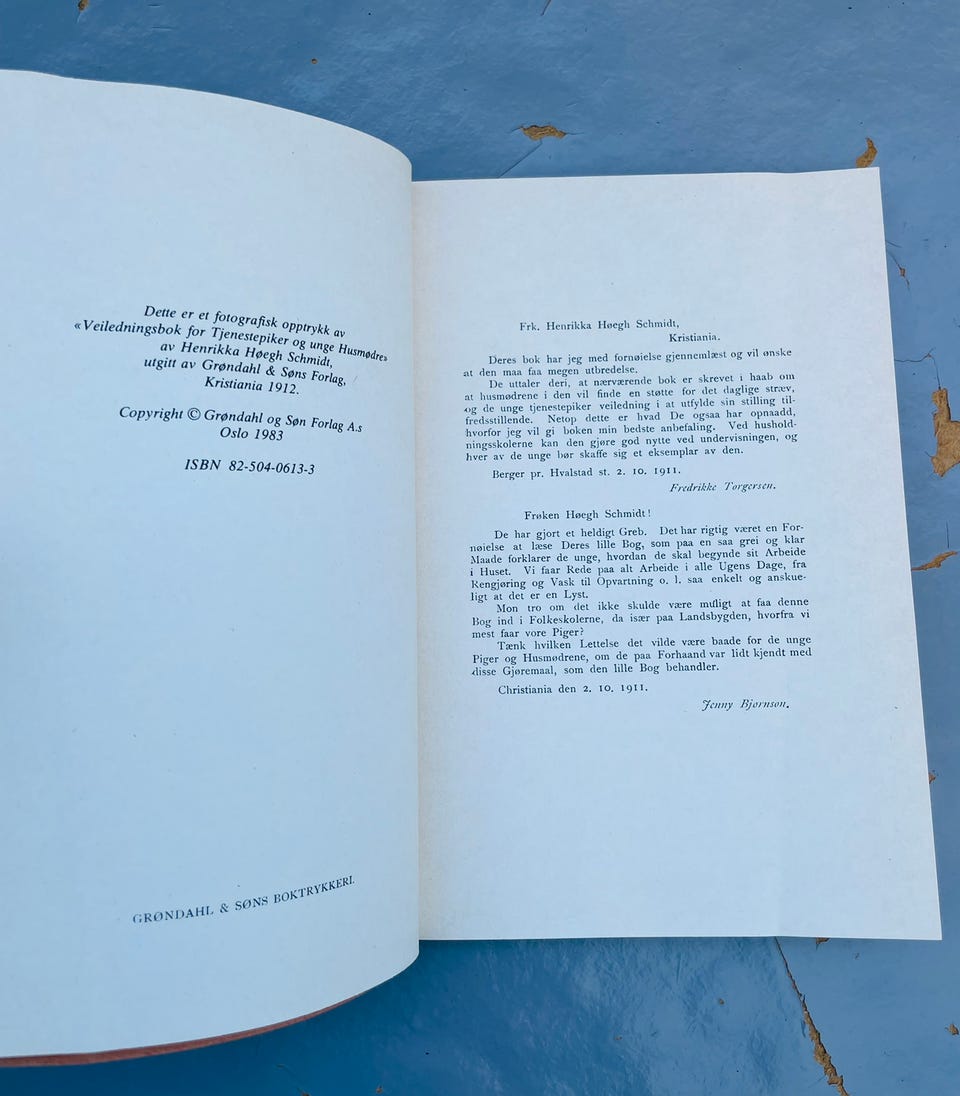 Dette er et fotografisk opptrykk av
«Veiledningsbok for Tjenestepiker og unge Husmødre»
av Henrikka Høegh Schmidt,
utgitt av Grøndahl & Søns Forlag,
Kristiania 1912.
Copyright © Grøndahl og Søn Forlag A.s
Oslo 1983
ISBN 82-504-0613-3
GRØNDAHL & SØNS BOKTRYKKERI.
Frk. Henrikka Høegh Schmidt,
Kristiania.
Deres bok har jeg med fornøielse gjennemlæst og vil ønske
at den maa faa megen utbredelse.
De uttaler deri, at nærværende bok er skrevet i haab om
at husmødrene i den vil finde en støtte for det daglige stræv,
og de unge tjenestepiker veiledning i at utfylde sin stilling til-
fredsstillende. Netop dette er hvad De ogsaa har opnaadd,
hvorfor jeg vil gi boken min bedste anbefaling. Ved hushold-
ningsskolerne kan den gjøre god nytte ved undervisningen, og
hver av de unge bør skaffe sig et eksemplar av den.
Berger pr. Hvalstad st. 2. 10. 1911.
Fredrikke Torgersen.
Frøken Høegh Schmidt!
De har gjort et heldigt Greb. Det har rigtig været en For-
nøielse at læse Deres lille Bog, som paa en saa grei og klar
Maade forklarer de unge, hvordan de skal begynde sit Arbeide
i Huset. Vi faar Rede paa alt Arbeide i alle Ugens Dage, fra
Rengjøring og Vask til Opvartning o. l. saa enkelt og anskue-
ligt at det er en Lyst.
Mon tro om det ikke skulde være mufligt at faa denne
Bog ind i Folkeskolerne, da især paa Landsbygden, hvorfra vi
mest faar vore Piger?
Tænk hvilken Lettelse det vilde være baade for de unge
Piger og Husmødrene, om de paa Forhaand var lidt kjendt med
disse Gjøremaal, som den lille Bog behandler.
Christiania den 2. 10. 1911.
Jenny Bjørnson.